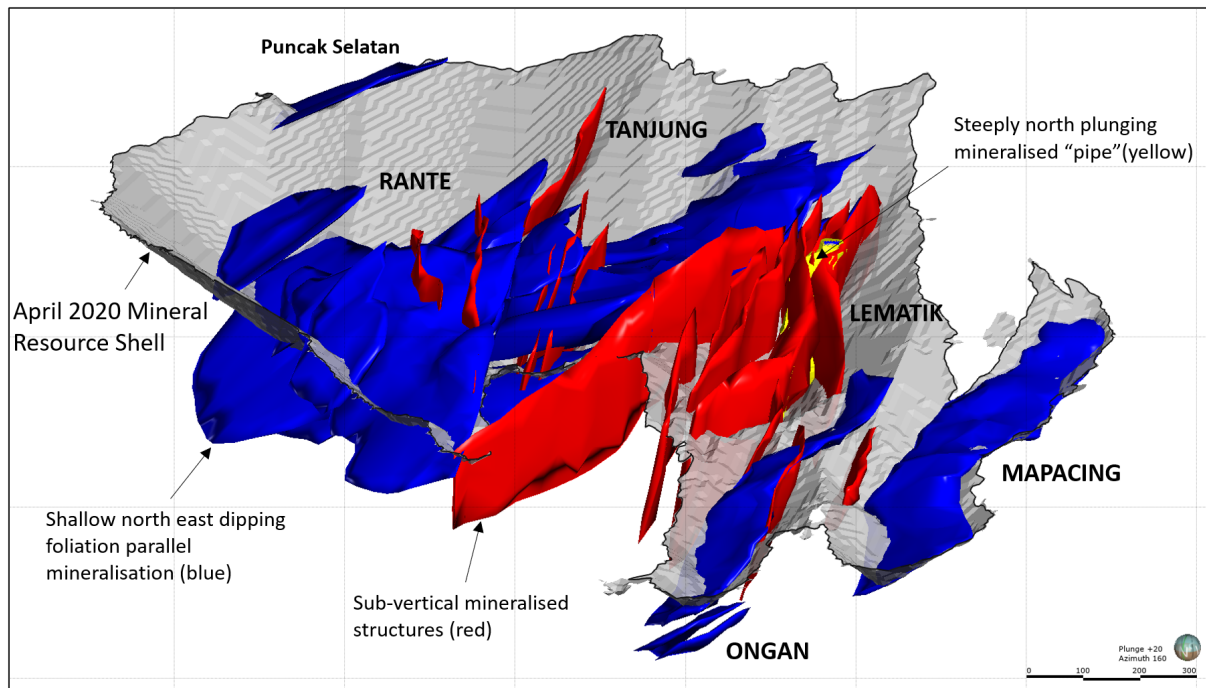 Puncak Selatan
TANJUNG
Steeply north plunging
mineralised “pipe”(yellow)
RANTE
April 2020 Mineral
Resource Shell
LEMATIK
MAPACING
Shallow north east dipping
foliation parallel
mineralisation (blue)
Sub-vertical mineralised
structures (red)
ONGAN
Plunge +20
Azimuth 160
0 100 200 300